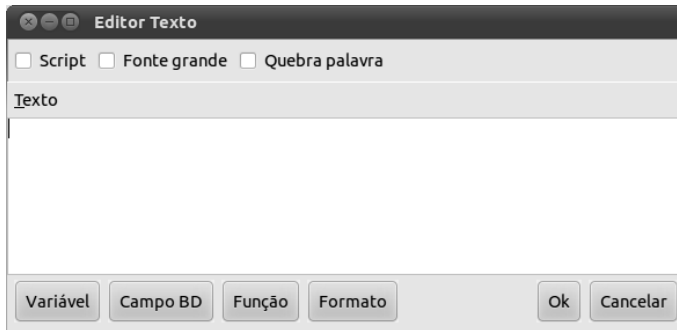 Editor Texto
Script Fonte grande Quebra palavra
Texto
Variável Campo BD Função Formato Ok Cancelar